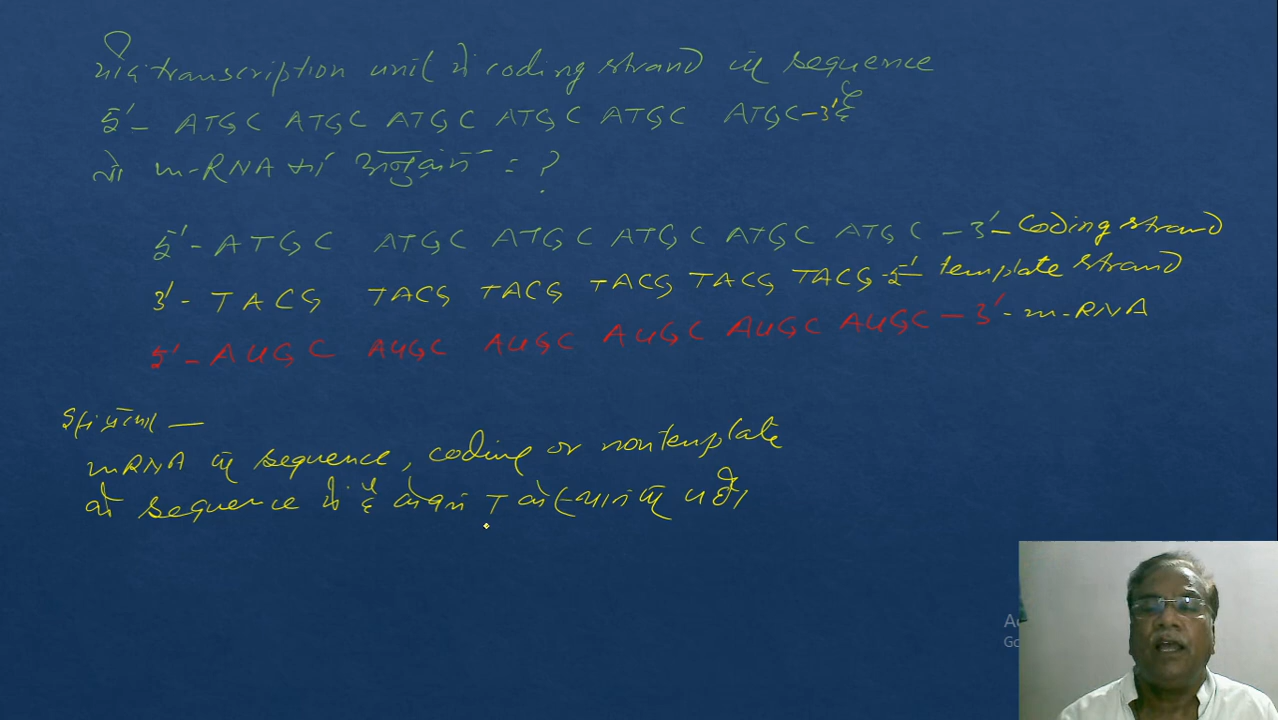 transcription unit में coding strand की sequence
5'- ATGC ATGC ATGC ATGC ATGC ATGC-3' है
तो m-RNA का अनुक्रम = ?
5'- ATGC ATGC ATGC ATGC ATGC ATGC - 3'- Coding strand
3'- TACG TACG TACG TACG TACG TACG-5'- template strand
5'- AUGC AUGC AUGC AUGC AUGC AUGC - 3'- m-RNA
mRNA की sequence, coding or nontemplate
sequence T